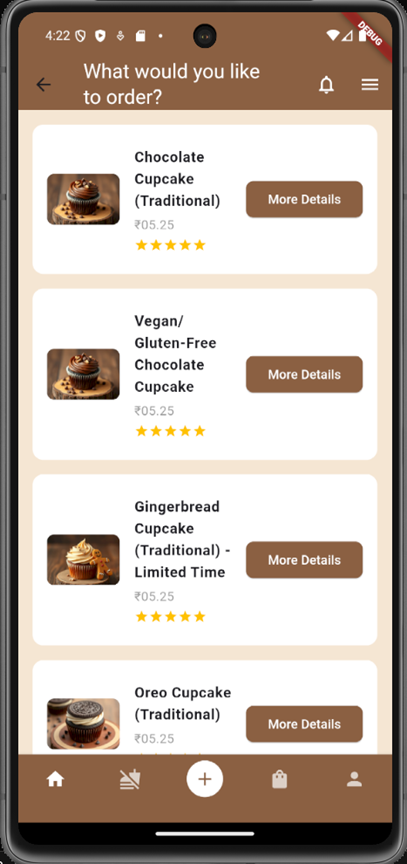 4:22
DEBUG
What would you like
to order?
Chocolate
Cupcake
(Traditional)
₹05.25
More Details
Vegan/
Gluten-Free
Chocolate
Cupcake
₹05.25
More Details
Gingerbread
Cupcake
(Traditional) -
Limited Time
₹05.25
More Details
Oreo Cupcake
(Traditional)
₹05.25
More Details